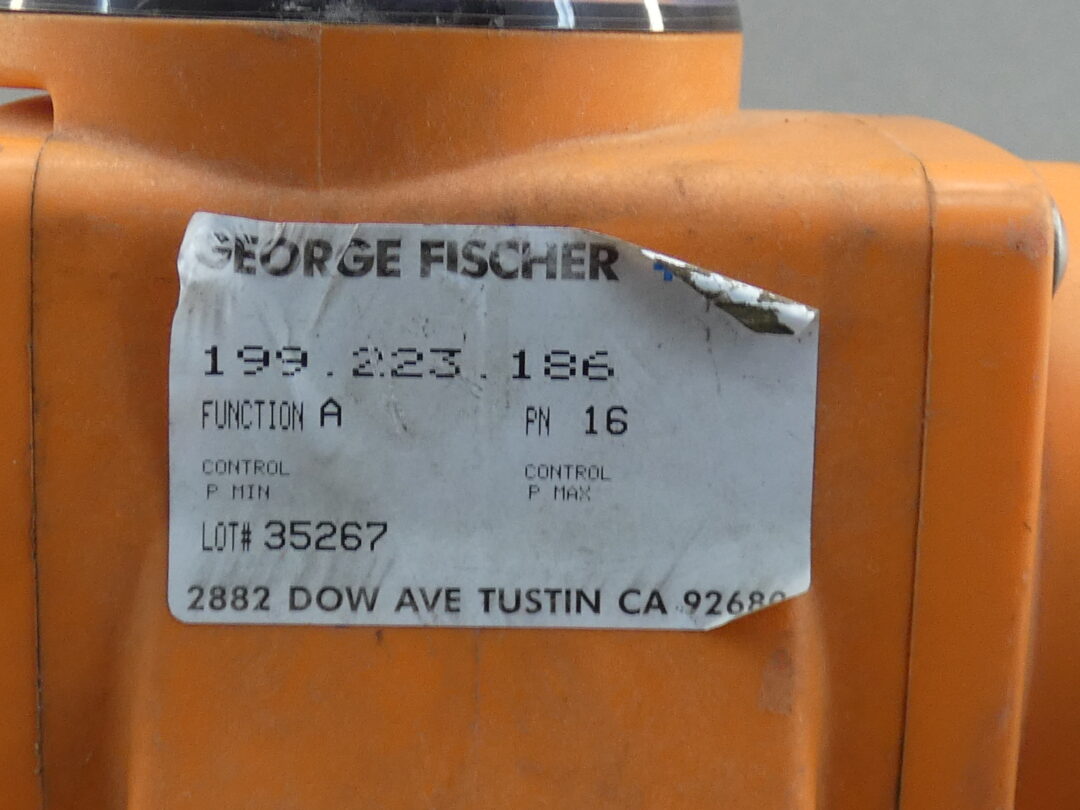 GEORGE FISCHER
199.223.186
FUNCTION A PN 16
CONTROL P MIN CONTROL P MAX
LOT# 35267
2882 DOW AVE TUSTIN CA 92680